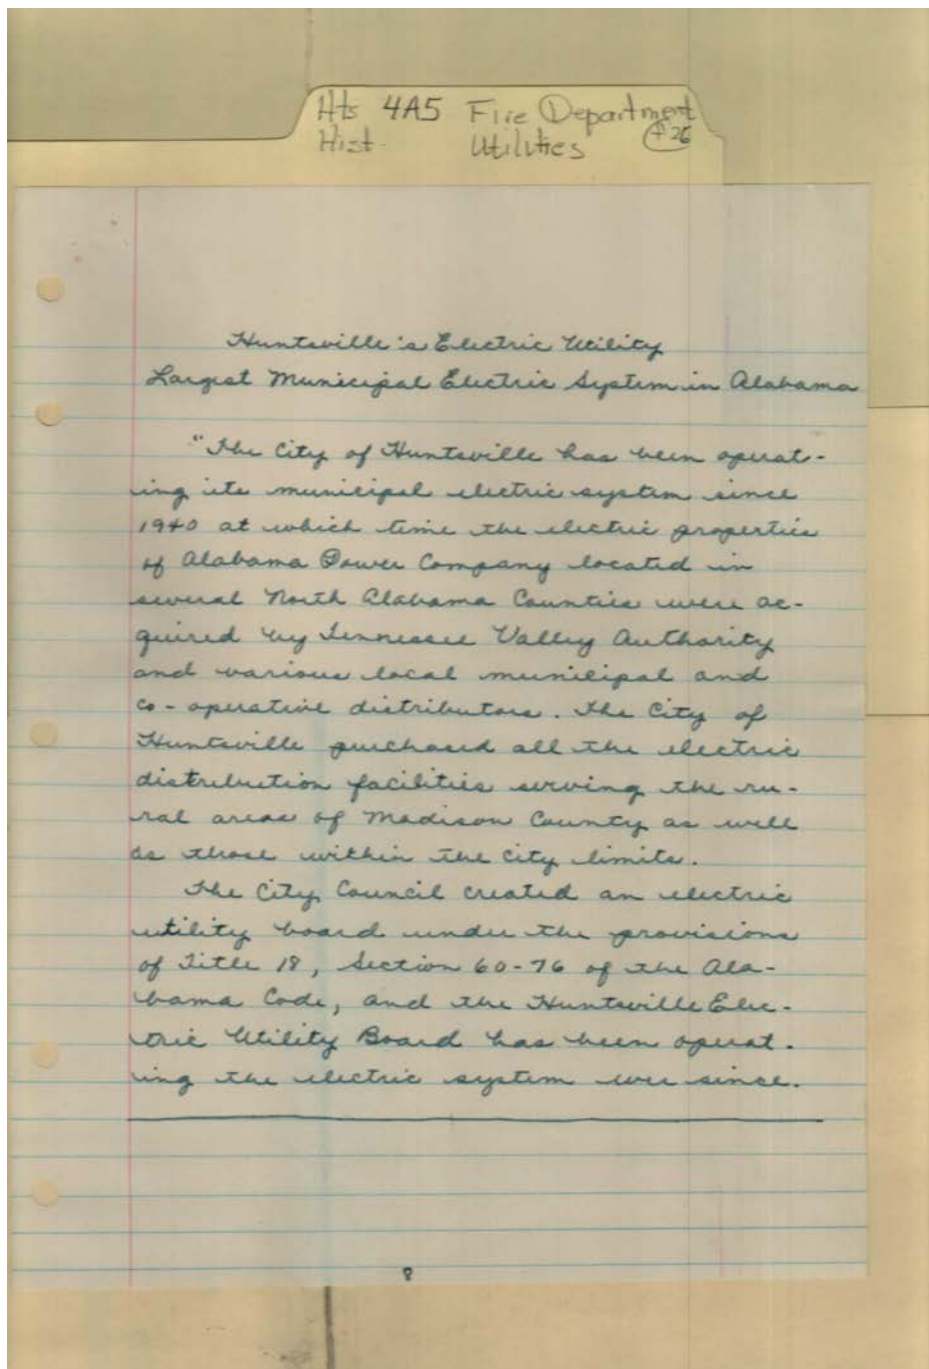 Hts 4A5 Fire Department
Hist. Utilities +26
Huntsville's Electric Utility
Largest Municipal Electric System in Alabama
"The City of Huntsville has been operat-
ing its municipal electric system since
1940 at which time the electric properties
of Alabama Power Company located in
several North Alabama Counties were ac-
quired by Tennessee Valley Authority
and various local municipal and
co-operative distributors. The City of
Huntsville purchased all the electric
distribution facilities serving the ru-
ral areas of Madison County as well
as those within the city limits.
The City Council created an electric
utility board under the provisions
of Title 18, Section 60-76 of the Ala-
bama Code, and the Huntsville Elec-
tric Utility Board has been operat-
ing the electric system ever since.
8